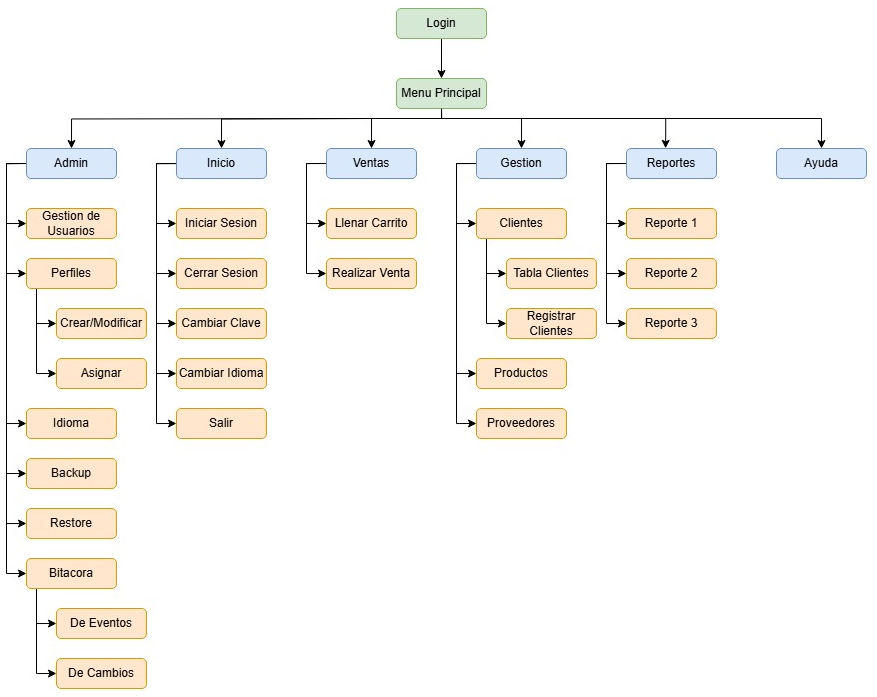 Login
Menu Principal
Admin
Inicio
Ventas
Gestion
Reportes
Ayuda
Gestion de
Usuarios
Perfiles
Crear/Modificar
Asignar
Idioma
Backup
Restore
Bitacora
De Eventos
De Cambios
Iniciar Sesion
Cerrar Sesion
Cambiar Clave
Cambiar Idioma
Salir
Llenar Carrito
Realizar Venta
Clientes
Tabla Clientes
Registrar
Clientes
Productos
Proveedores
Reporte 1
Reporte 2
Reporte 3